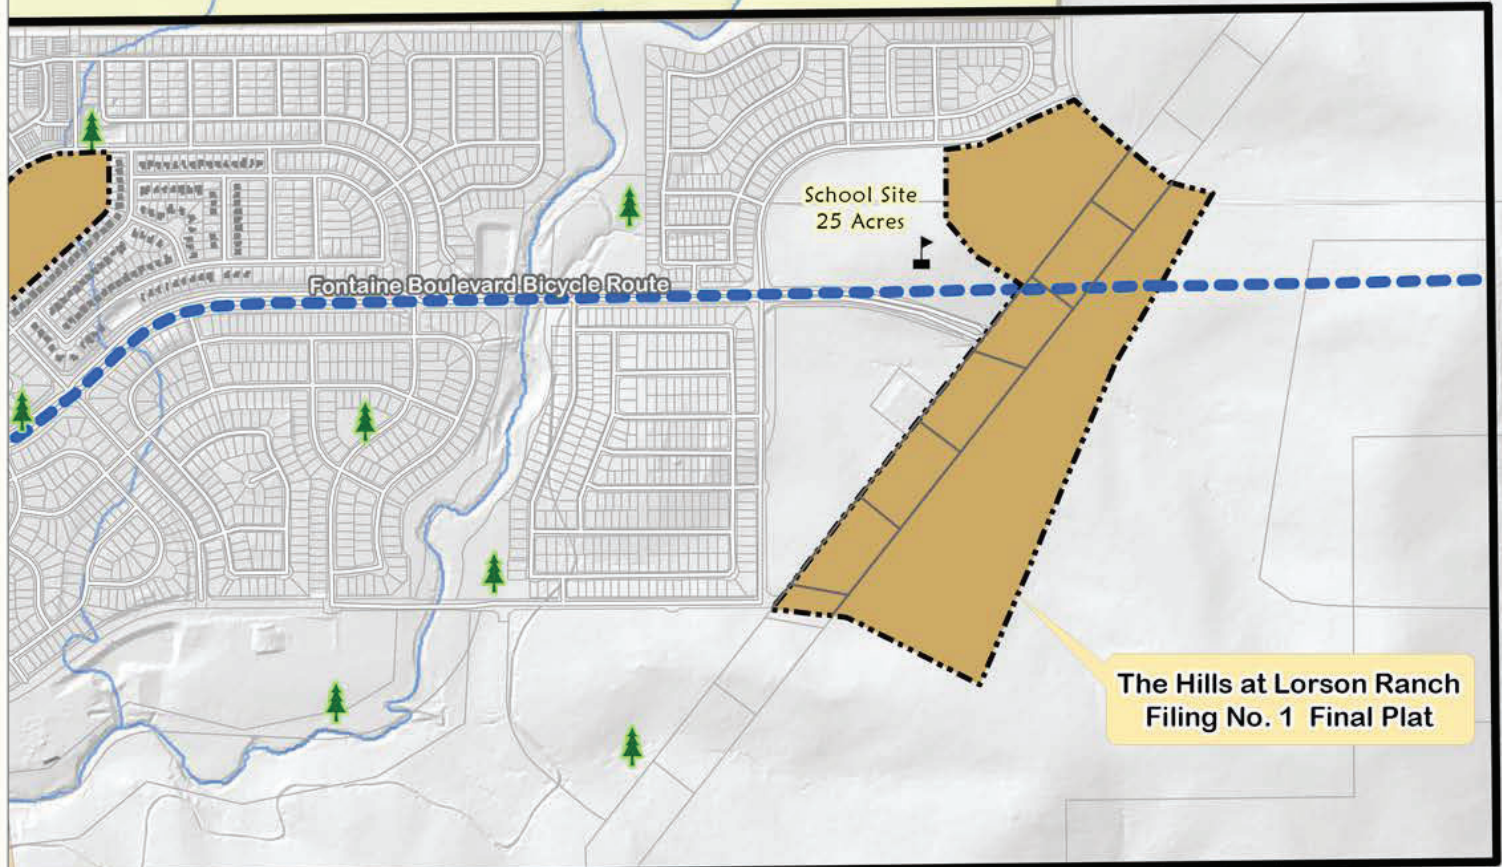 School Site
25 Acres
Fontaine Boulevard Bicycle Route
The Hills at Lorson Ranch
Filing No. 1 Final Plat